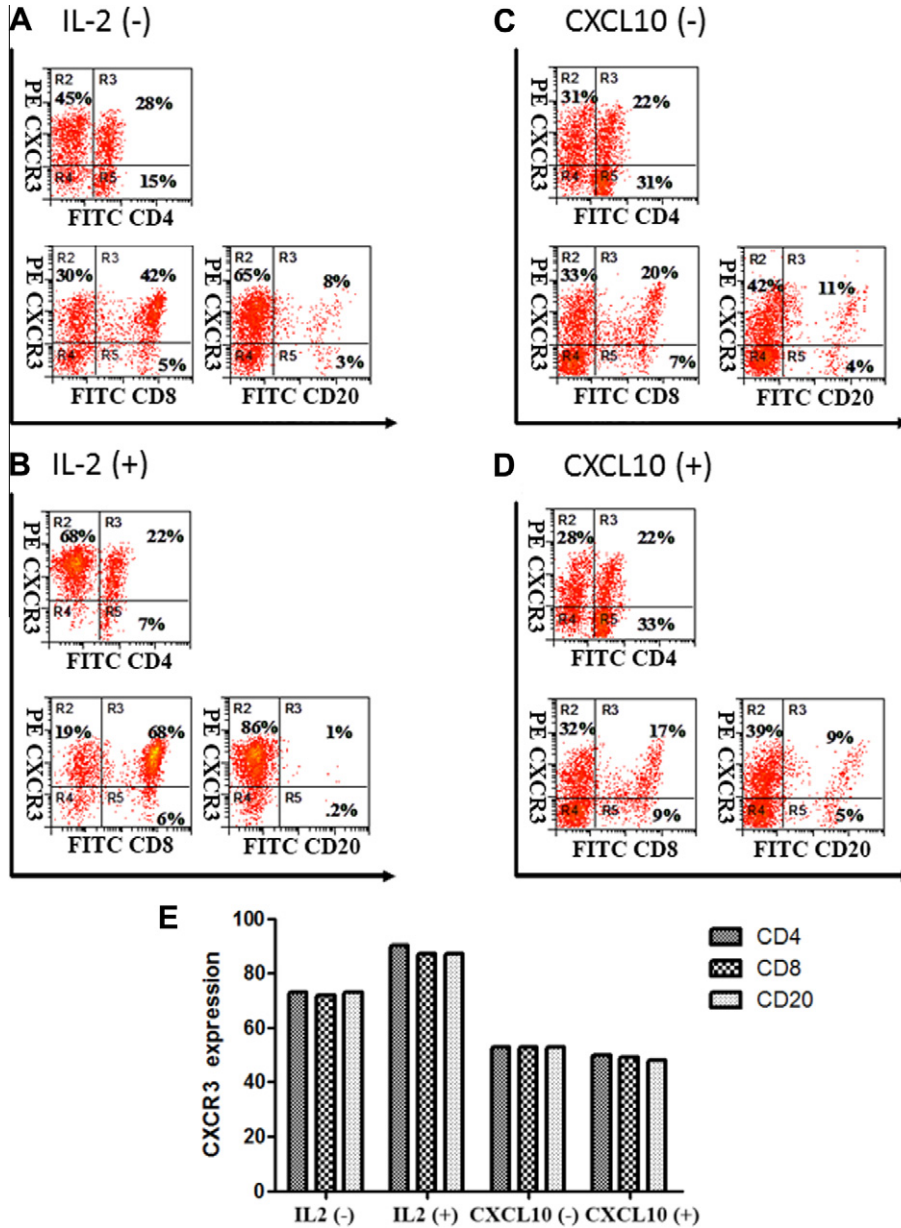 A IL-2 (-)
PE CXCR3
R2
R3
45%
28%
R4
R5
15%
FITC CD4
PE CXCR3
R2
R3
30%
42%
R4
R5
5%
FITC CD8
PE CXCR3
R2
R3
65%
8%
R4
R5
3%
FITC CD20
B IL-2 (+)
PE CXCR3
R2
R3
68%
22%
R4
R5
7%
FITC CD4
PE CXCR3
R2
R3
19%
68%
R4
R5
6%
FITC CD8
PE CXCR3
R2
R3
86%
1%
R4
R5
.2%
FITC CD20
C CXCL10 (-)
PE CXCR3
R2
R3
31%
22%
R4
R5
31%
FITC CD4
PE CXCR3
R2
R3
33%
20%
R4
R5
7%
FITC CD8
PE CXCR3
R2
R3
42%
11%
R4
R5
4%
FITC CD20
D CXCL10 (+)
PE CXCR3
R2
R3
28%
22%
R4
R5
33%
FITC CD4
PE CXCR3
R2
R3
32%
17%
R4
R5
9%
FITC CD8
PE CXCR3
R2
R3
39%
9%
R4
R5
5%
FITC CD20
E
CXCR3 expression
100
80
60
40
20
0
IL2 (-) IL2 (+) CXCL10 (-) CXCL10 (+)
CD4
CD8
CD20